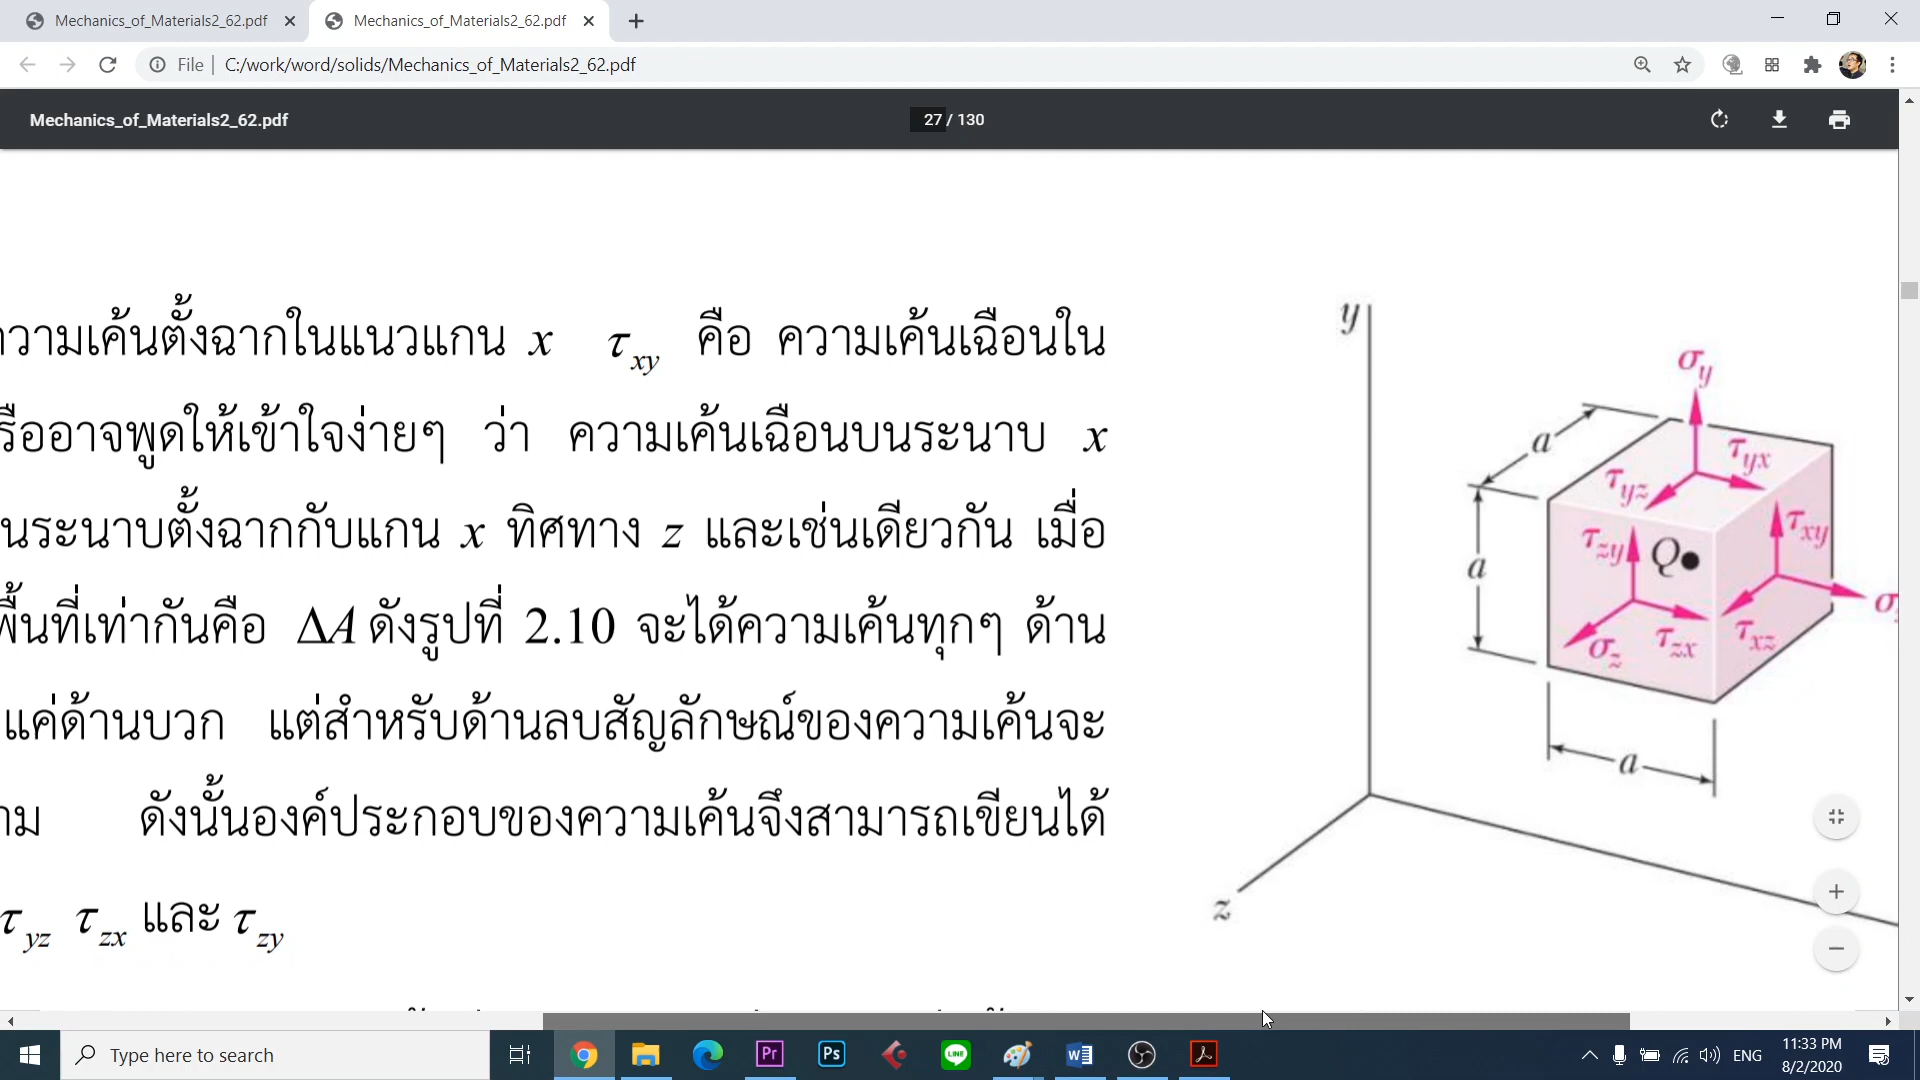 Mechanics_of_Materials2_62.pdf
Mechanics_of_Materials2_62.pdf
File
C:/work/word/solids/Mechanics_of_Materials2_62.pdf
Mechanics_of_Materials2_62.pdf
27 / 130
วามเค้นตั้งฉากในแนวแกน x τxy คือ ความเค้นเฉือนใน
รืออาจพูดให้เข้าใจง่ายๆ ว่า ความเค้นเฉือนบนระนาบ x
นระนาบตั้งฉากกับแกน x ทิศทาง z และเช่นเดียวกัน เมื่อ
พื้นที่เท่ากันคือ ΔA ดังรูปที่ 2.10 จะได้ความเค้นทุกๆ ด้าน
แค่ด้านบวก แต่สำหรับด้านลบสัญลักษณ์ของความเค้นจะ
าม ดังนั้นองค์ประกอบของความเค้นจึงสามารถเขียนได้
τyz τzx และ τzy
y
σy
a
τyx
τyz
τxy
τzy
Q
a
σ
τxz
τzx
σz
a
z
Type here to search
ENG
11:33 PM
8/2/2020